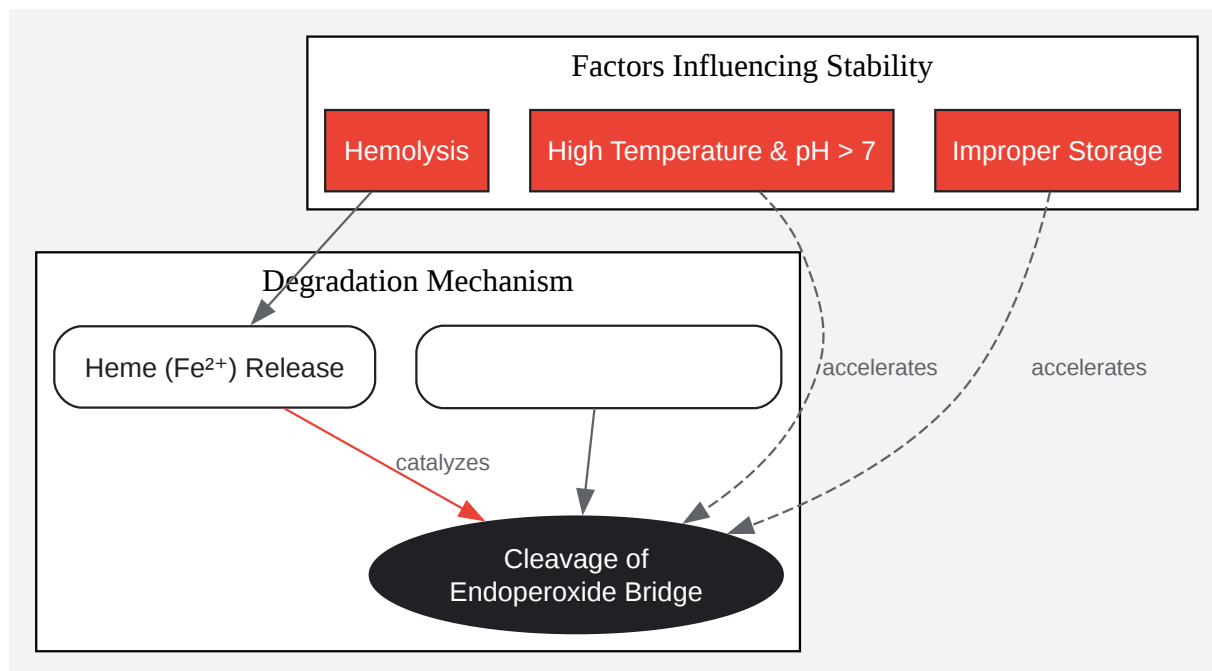 Factors Influencing Stability
Hemolysis
High Temperature & pH > 7
Improper Storage
Degradation Mechanism
Heme (Fe²⁺) Release
accelerates
accelerates
catalyzes
Cleavage of
Endoperoxide Bridge